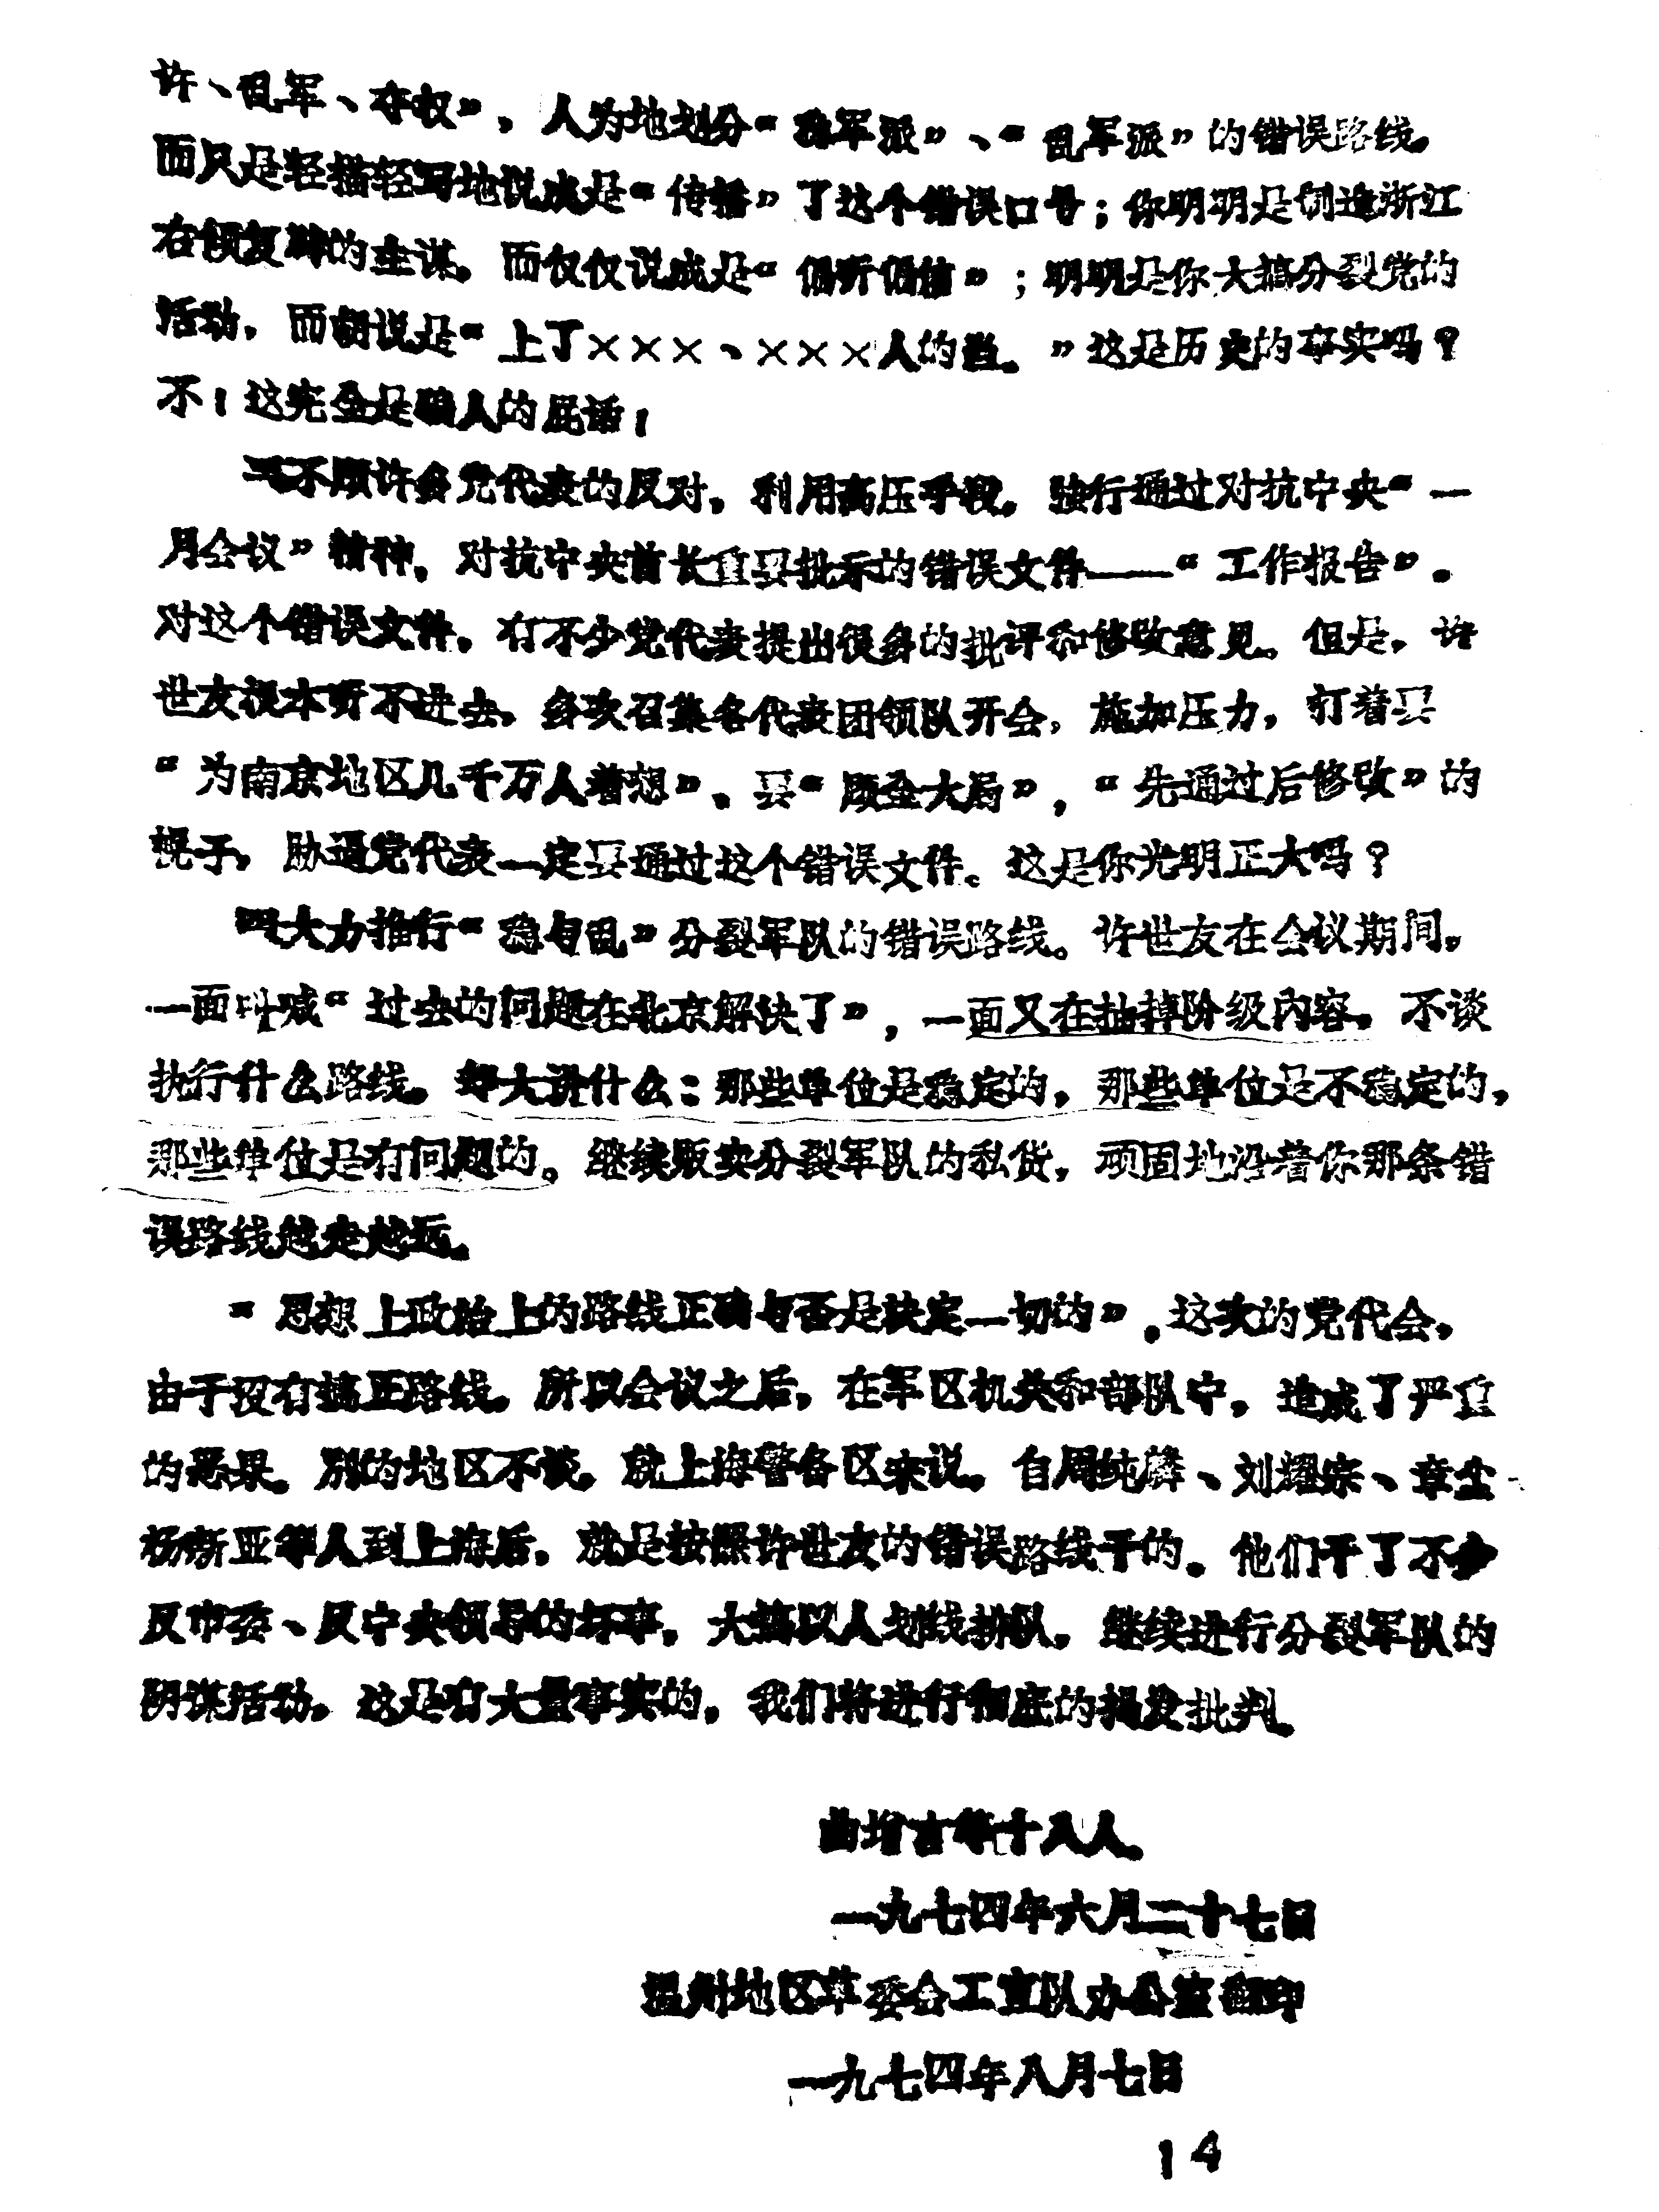 许、乱军、夺权”，人为地划分“稳军派”、“乱军派”的错误路线。
而只是轻描轻写地说成是“传播”了这个错误口号；你明明是制造浙江
右倾复辟的主谋，而仅仅说成是“偏听偏信”；明明是你大搞分裂党的
活动，而胡说是“上了×××、×××人的当。”这是历史的事实吗？
不！这完全是骗人的屁话！
三不顾许多党代表的反对，利用高压手段，强行通过对抗中央“一
月会议”精神，对抗中央首长重要批示的错误文件——“工作报告”。
对这个错误文件，有不少党代表提出很多的批评和修改意见。但是，许
世友根本听不进去，多次召集各代表团领队开会，施加压力，打着要
“为南京地区几千万人着想”、要“顾全大局”，“先通过后修改”的
幌子，胁逼党代表一定要通过这个错误文件。这是你光明正大吗？
四大力推行“稳与乱”分裂军队的错误路线。许世友在会议期间，
一面叫喊“过去的问题在北京解决了”，一面又在抽掉阶级内容，不谈
执行什么路线。却大讲什么：那些单位是稳定的，那些单位是不稳定的，
那些单位是有问题的。继续贩卖分裂军队的私货，顽固地沿着你那条错
误路线越走越远。
“思想上政治上的路线正确与否是决定一切的”。这次的党代会，
由于没有搞正路线。所以会议之后，在军区机关和部队中，造成了严重
的恶果。别的地区不谈，就上海警备区来说。自周纯麟、刘耀宗、章尘
杨新亚等人到上海后，就是按照许世友的错误路线干的。他们干了不少
反市委、反中央领导的坏事，大搞以人划线排队，继续进行分裂军队的
阴谋活动。这是有大量事实的，我们将进行彻底的揭发批判。
曲增吉等十人。
一九七四年六月二十七日
温州地区革委会工宣队办公室翻印
一九七四年八月七日
14